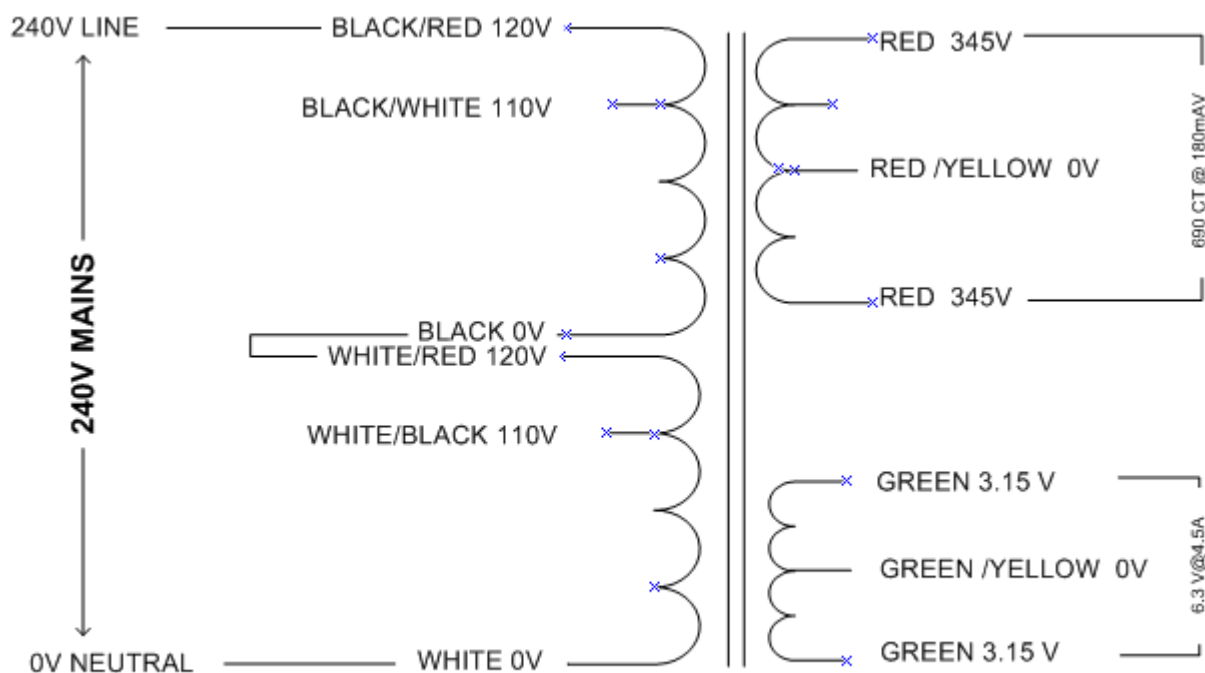 240V LINE
BLACK/RED 120V
BLACK/WHITE 110V
240V MAINS
BLACK 0V
WHITE/RED 120V
WHITE/BLACK 110V
0V NEUTRAL
WHITE 0V
RED 345V
RED /YELLOW 0V
RED 345V
690 CT @ 180mAV
GREEN 3.15 V
GREEN /YELLOW 0V
GREEN 3.15 V
6.3 V@4.5A